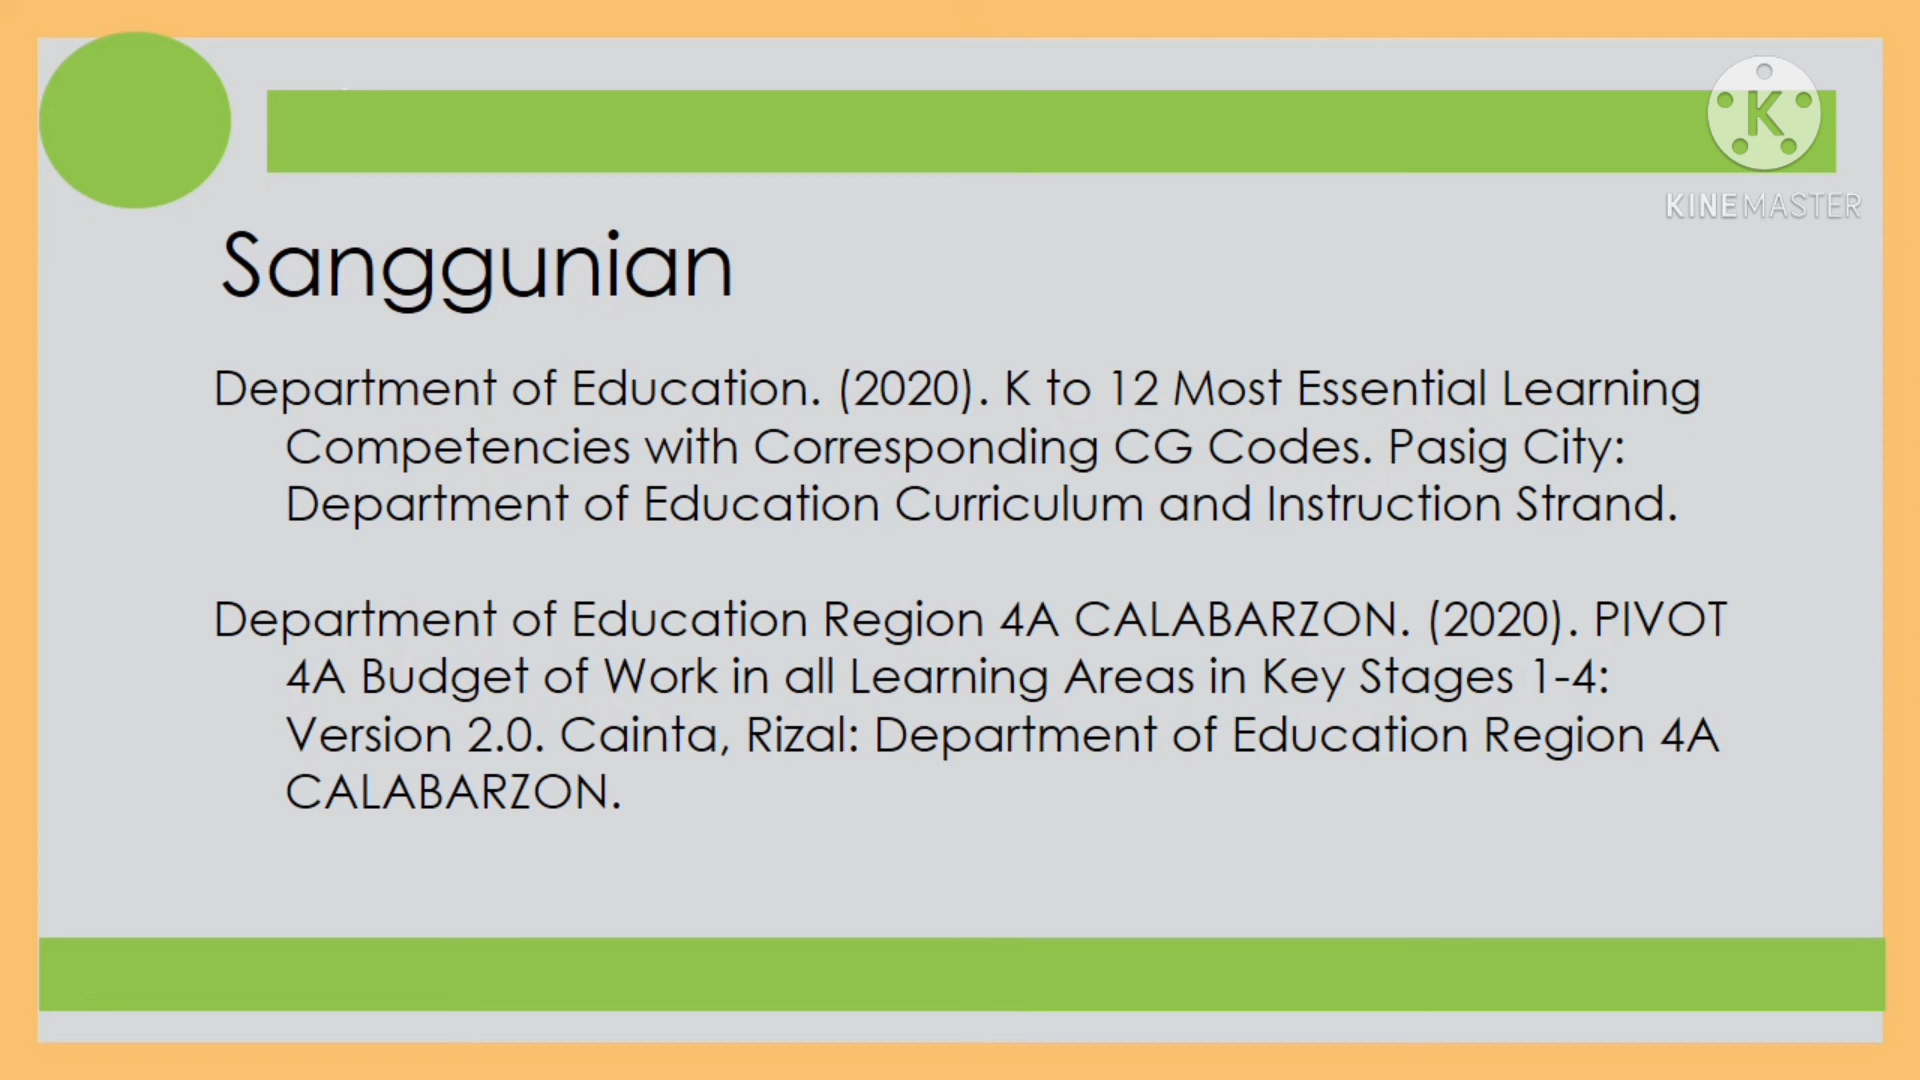 K
KINEMASTER
Sanggunian
Department of Education. (2020). K to 12 Most Essential Learning
Competencies with Corresponding CG Codes. Pasig City:
Department of Education Curriculum and Instruction Strand.
Department of Education Region 4A CALABARZON. (2020). PIVOT
4A Budget of Work in all Learning Areas in Key Stages 1-4:
Version 2.0. Cainta, Rizal: Department of Education Region 4A
CALABARZON.